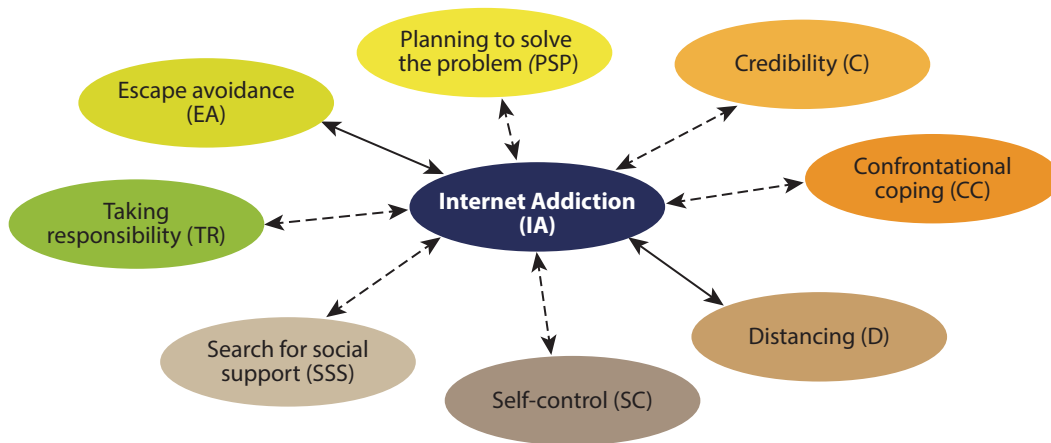 Planning to solve
the problem (PSP)
Credibility (C)
Escape avoidance
(EA)
Confrontational
coping (CC)
Internet Addiction
(IA)
Taking
responsibility (TR)
Distancing (D)
Search for social
support (SSS)
Self-control (SC)